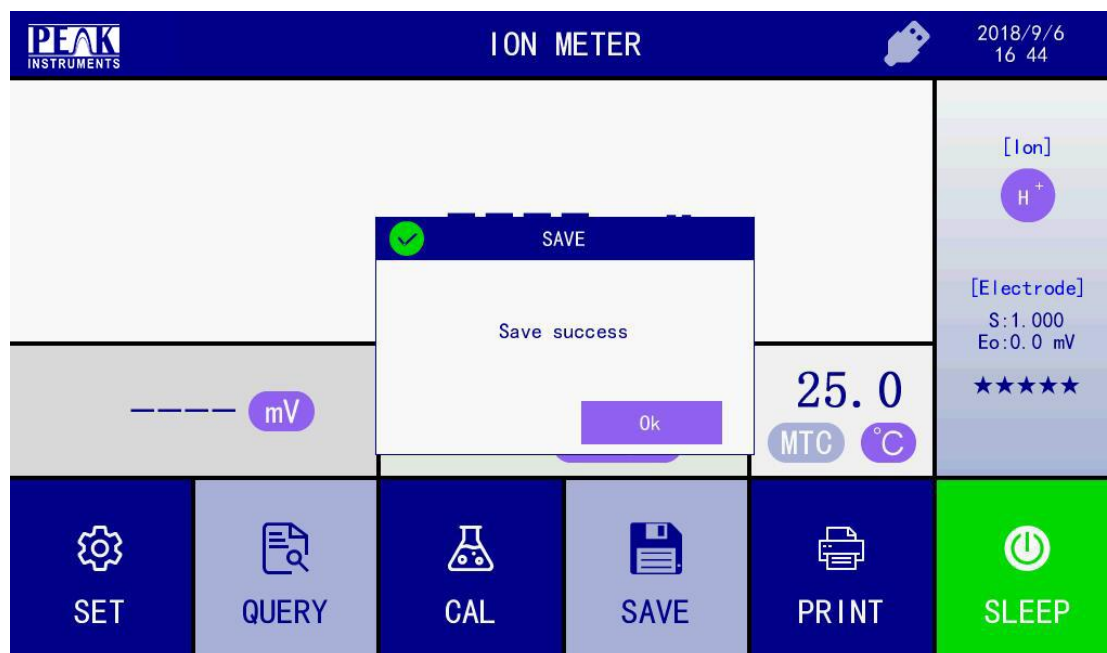 PEAK
INSTRUMENTS
ION METER
2018/9/6
16 44
[Ion]
H+
[Electrode]
S:1.000
Eo:0.0 mV
★★★★★
SAVE
Save success
Ok
---- mV
25.0
MTC °C
SET
QUERY
CAL
SAVE
PRINT
SLEEP